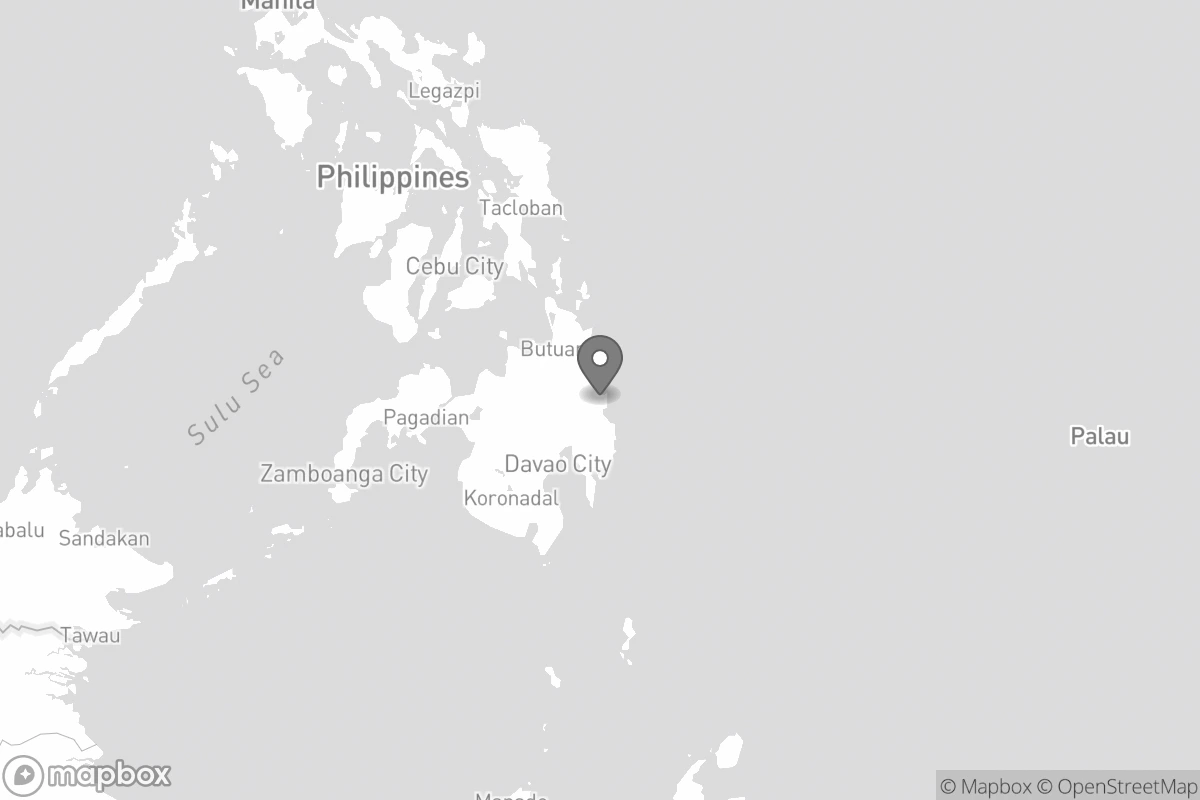 Manila
Legazpi
Philippines
Tacloban
Cebu City
Butuan
Sulu Sea
Pagadian
Palau
Davao City
Zamboanga City
Koronadal
abalu
Sandakan
Tawau
mapbox
© Mapbox © OpenStreetMap